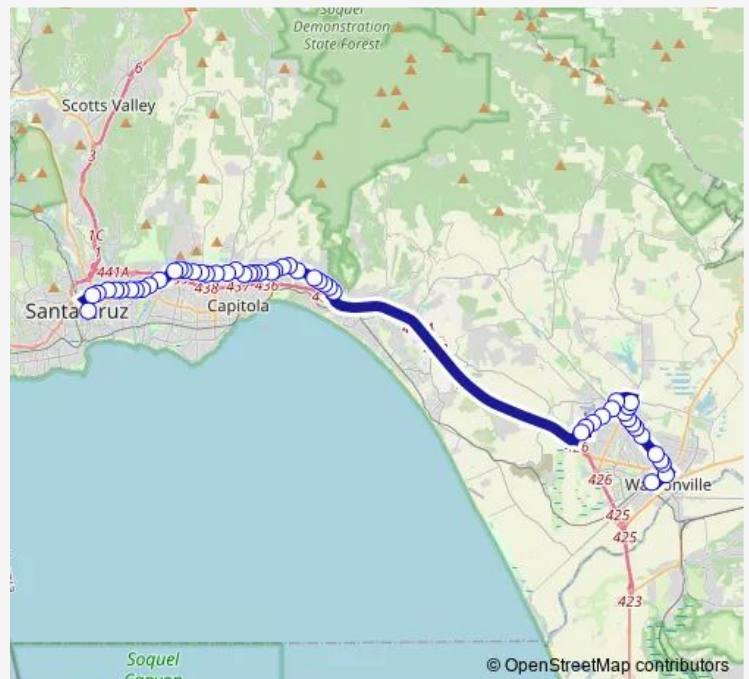 Soquel
Demonstration
State Forest
6
Scotts Valley
3
1C
441A
438
437
436
Santa Cruz
Capitola
426
426
Watsonville
425
425
423
Soquel
Canyon
© OpenStreetMap contributors